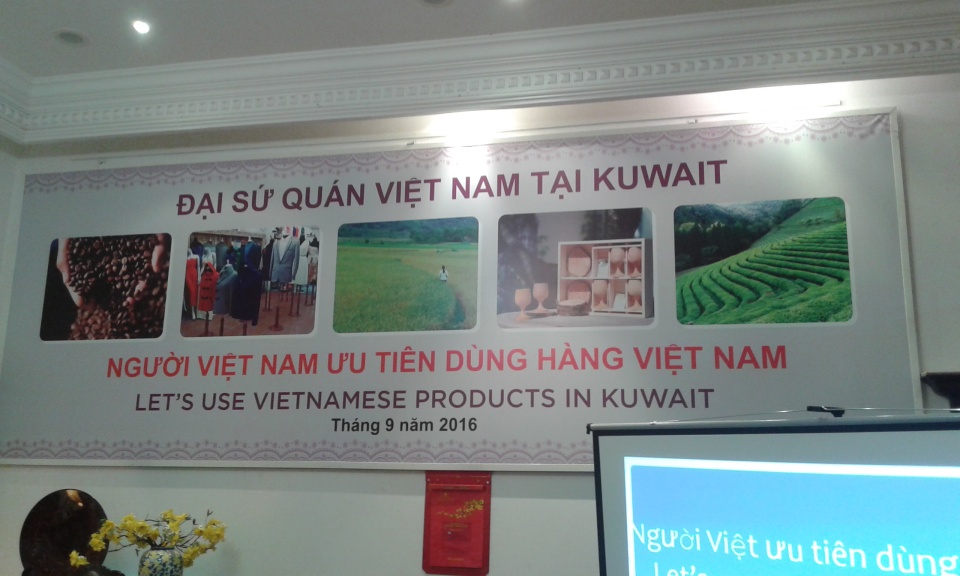 ĐẠI SỨ QUÁN VIỆT NAM TẠI KUWAIT
NGƯỜI VIỆT NAM ƯU TIÊN DÙNG HÀNG VIỆT NAM
LET'S USE VIETNAMESE PRODUCTS IN KUWAIT
Tháng 9 năm 2016
Người Việt ưu tiên dùng
Let's